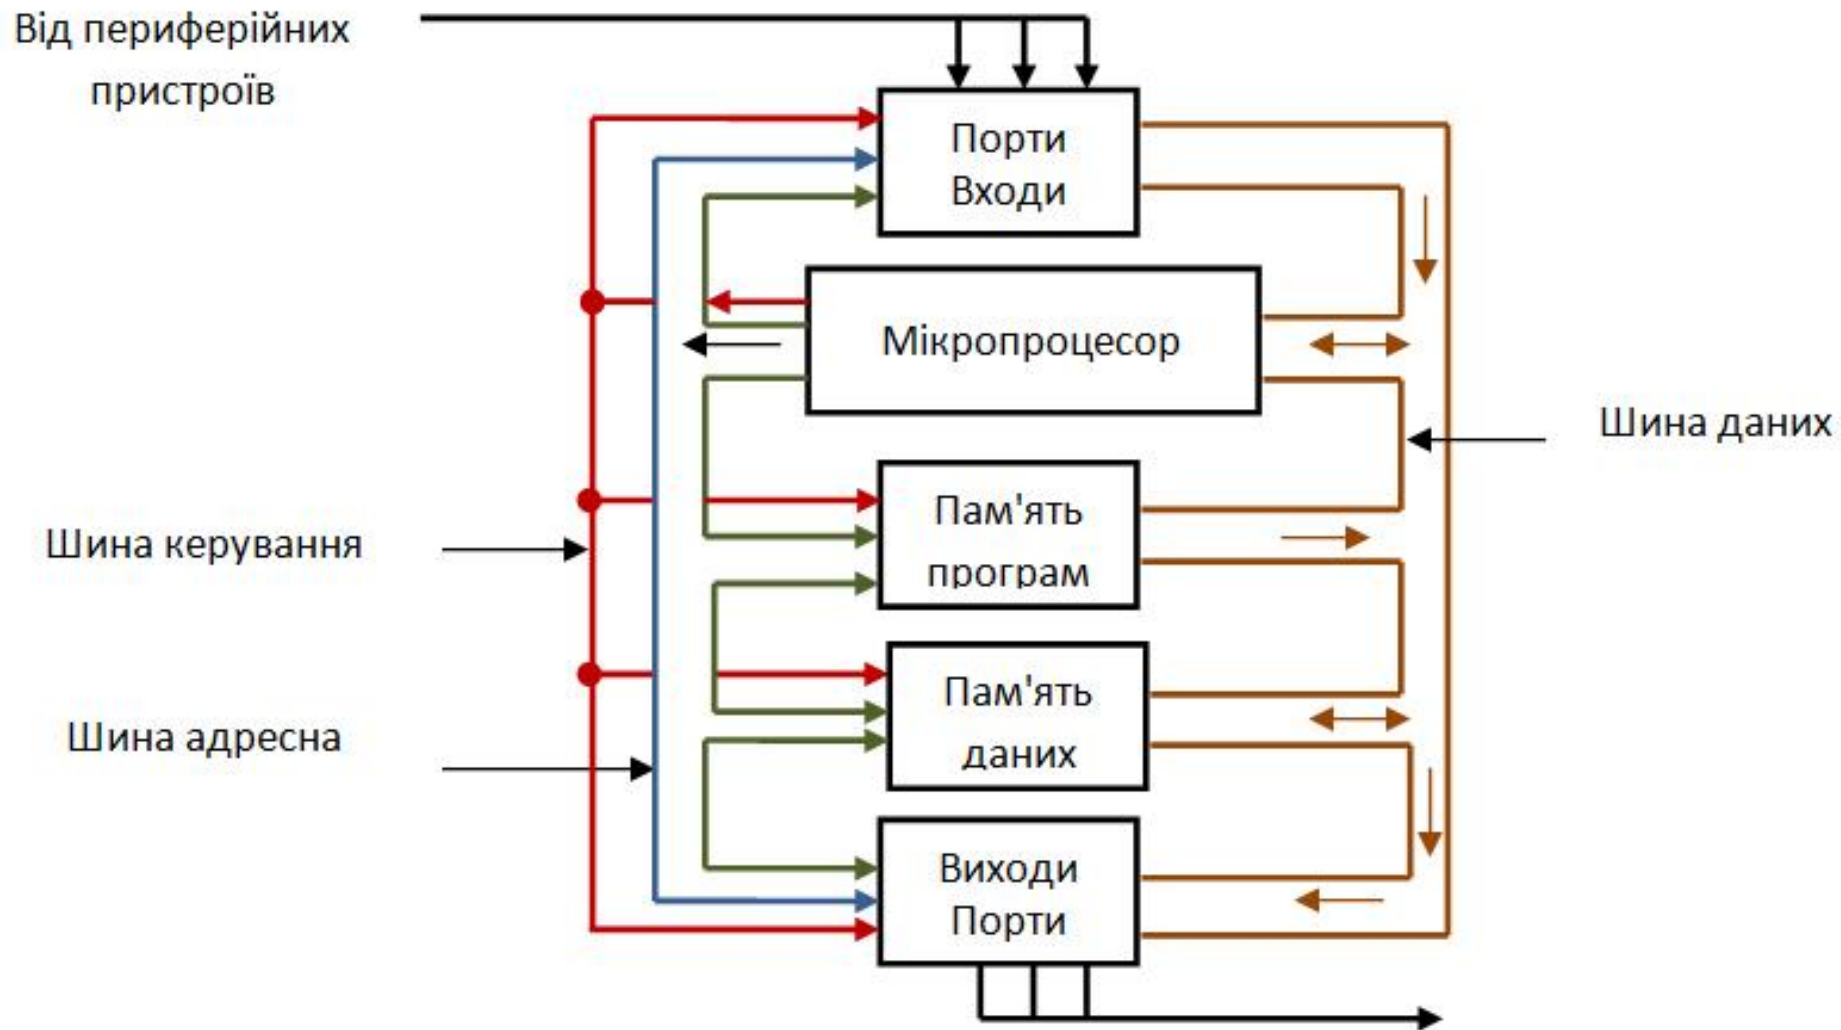 Від периферійних
пристроїв
Порти
Входи
Мікропроцесор
Шина даних
Пам'ять
програм
Шина керування
Пам'ять
даних
Шина адресна
Виходи
Порти